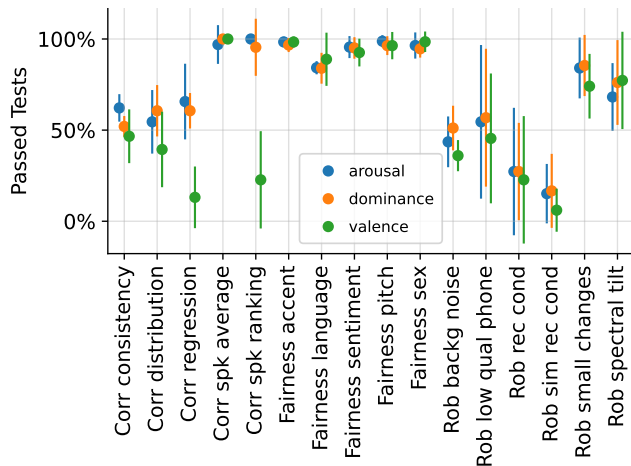 Passed Tests
100%
50%
0%
arousal
dominance
valence
Corr consistency
Corr distribution
Corr regression
Corr spk average
Corr spk ranking
Fairness accent
Fairness language
Fairness sentiment
Fairness pitch
Fairness sex
Rob backg noise
Rob low qual phone
Rob rec cond
Rob sim rec cond
Rob small changes
Rob spectral tilt